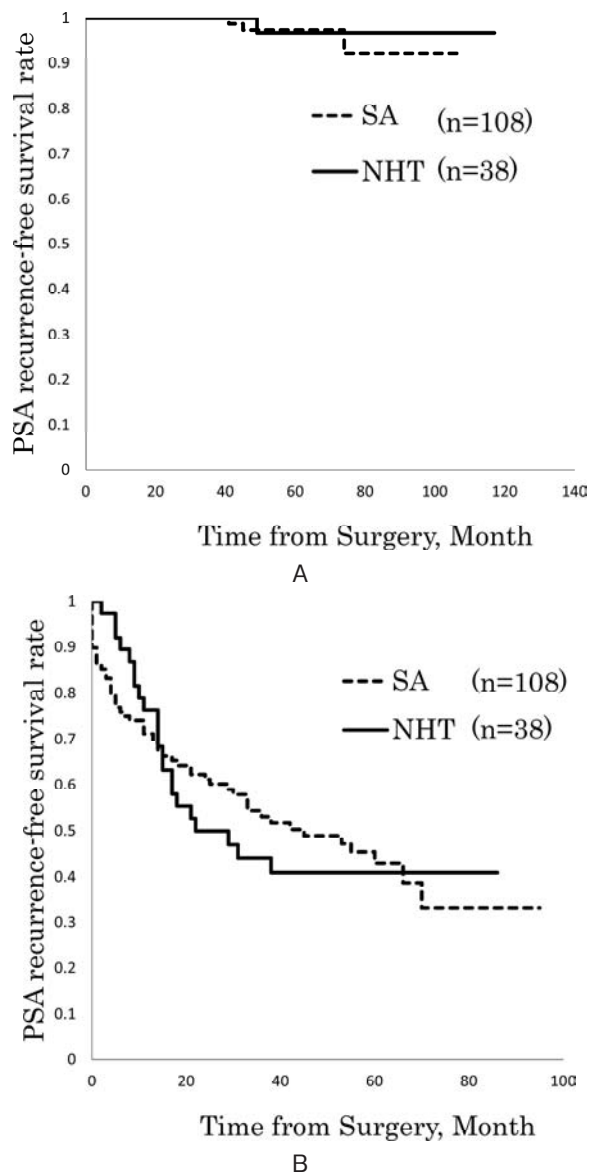 PSA recurrence-free survival rate
1
0.9
0.8
0.7
0.6
0.5
0.4
0.3
0.2
0.1
0
SA (n=108)
NHT (n=38)
0 20 40 60 80 100 120 140
Time from Surgery, Month
A
PSA recurrence-free survival rate
1
0.9
0.8
0.7
0.6
0.5
0.4
0.3
0.2
0.1
0
SA (n=108)
NHT (n=38)
0 20 40 60 80 100
Time from Surgery, Month
B